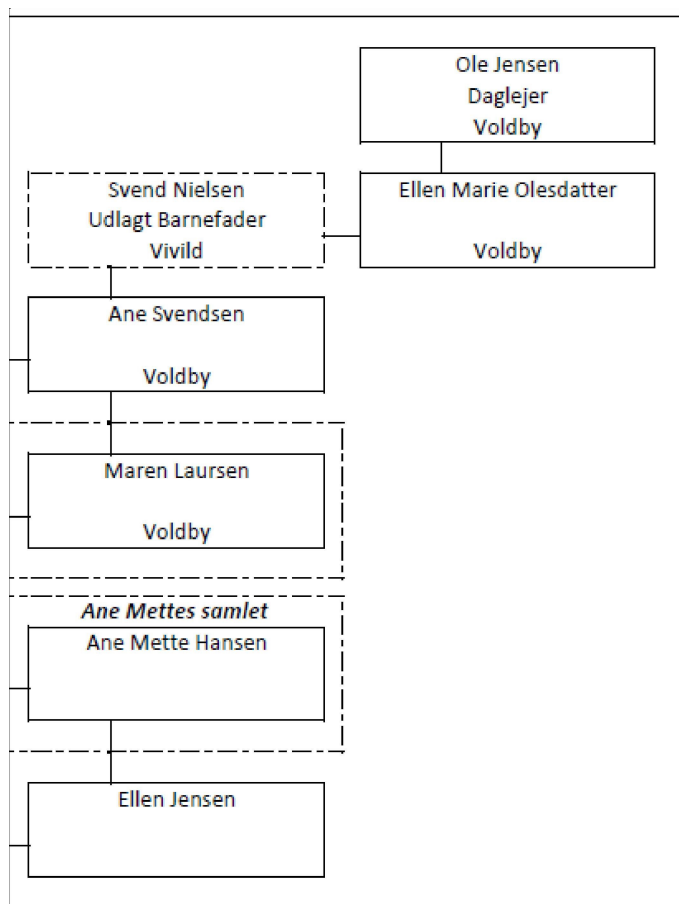 Ole Jensen
Daglejer
Voldby
Svend Nielsen
Udlagt Barnefader
Vivild
Ellen Marie Olesdatter
Voldby
Ane Svendsen
Voldby
Maren Laursen
Voldby
Ane Mettes samlet
Ane Mette Hansen
Ellen Jensen